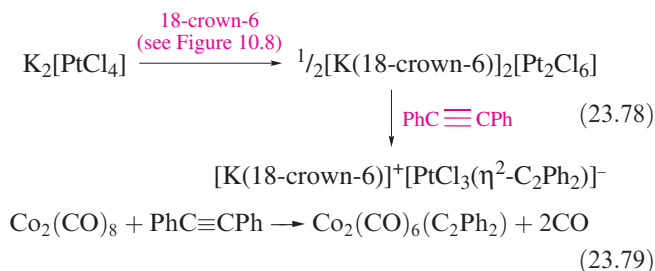 18-crown-6
(see Figure 10.8)
K₂[PtCl₄] ⟶ ¹/₂[K(18-crown-6)]₂[Pt₂Cl₆]
PhC≡CPh
(23.78)
[K(18-crown-6)]⁺[PtCl₃(η²-C₂Ph₂)]⁻
Co₂(CO)₈ + PhC≡CPh ⟶ Co₂(CO)₆(C₂Ph₂) + 2CO
(23.79)